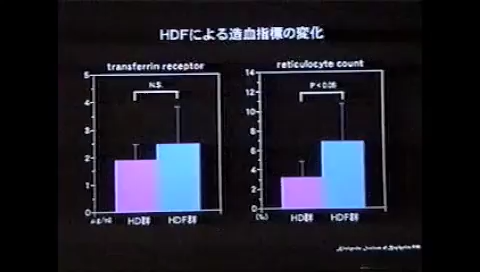 HDFによる造血指標の変化
transferrin receptor
reticulocyte count
N.S.
P < 0.05
5
4
3
2
1
0
14
12
10
8
6
4
2
0
HD群
HDF群
(‰)
HD群
HDF群